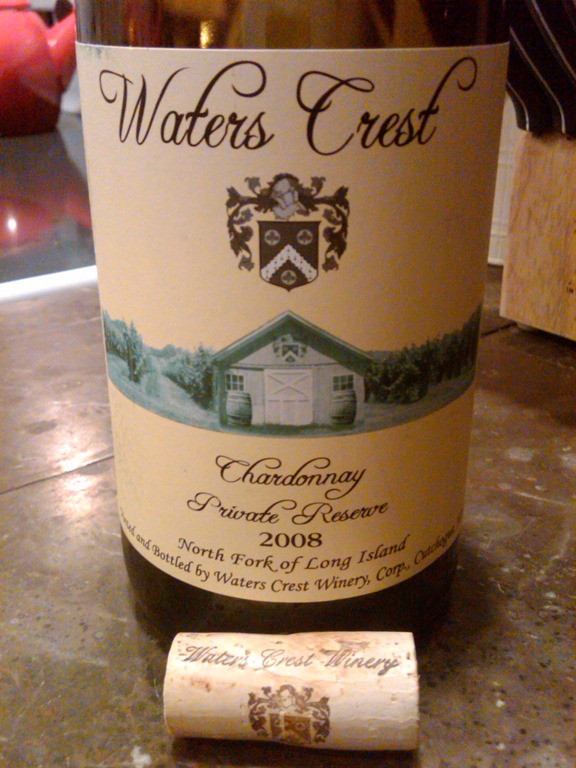 Waters Crest
Chardonnay
Private Reserve
2008
North Fork of Long Island
and Bottled by Waters Crest Winery, Corp., Cutchogue
Waters Crest Winery